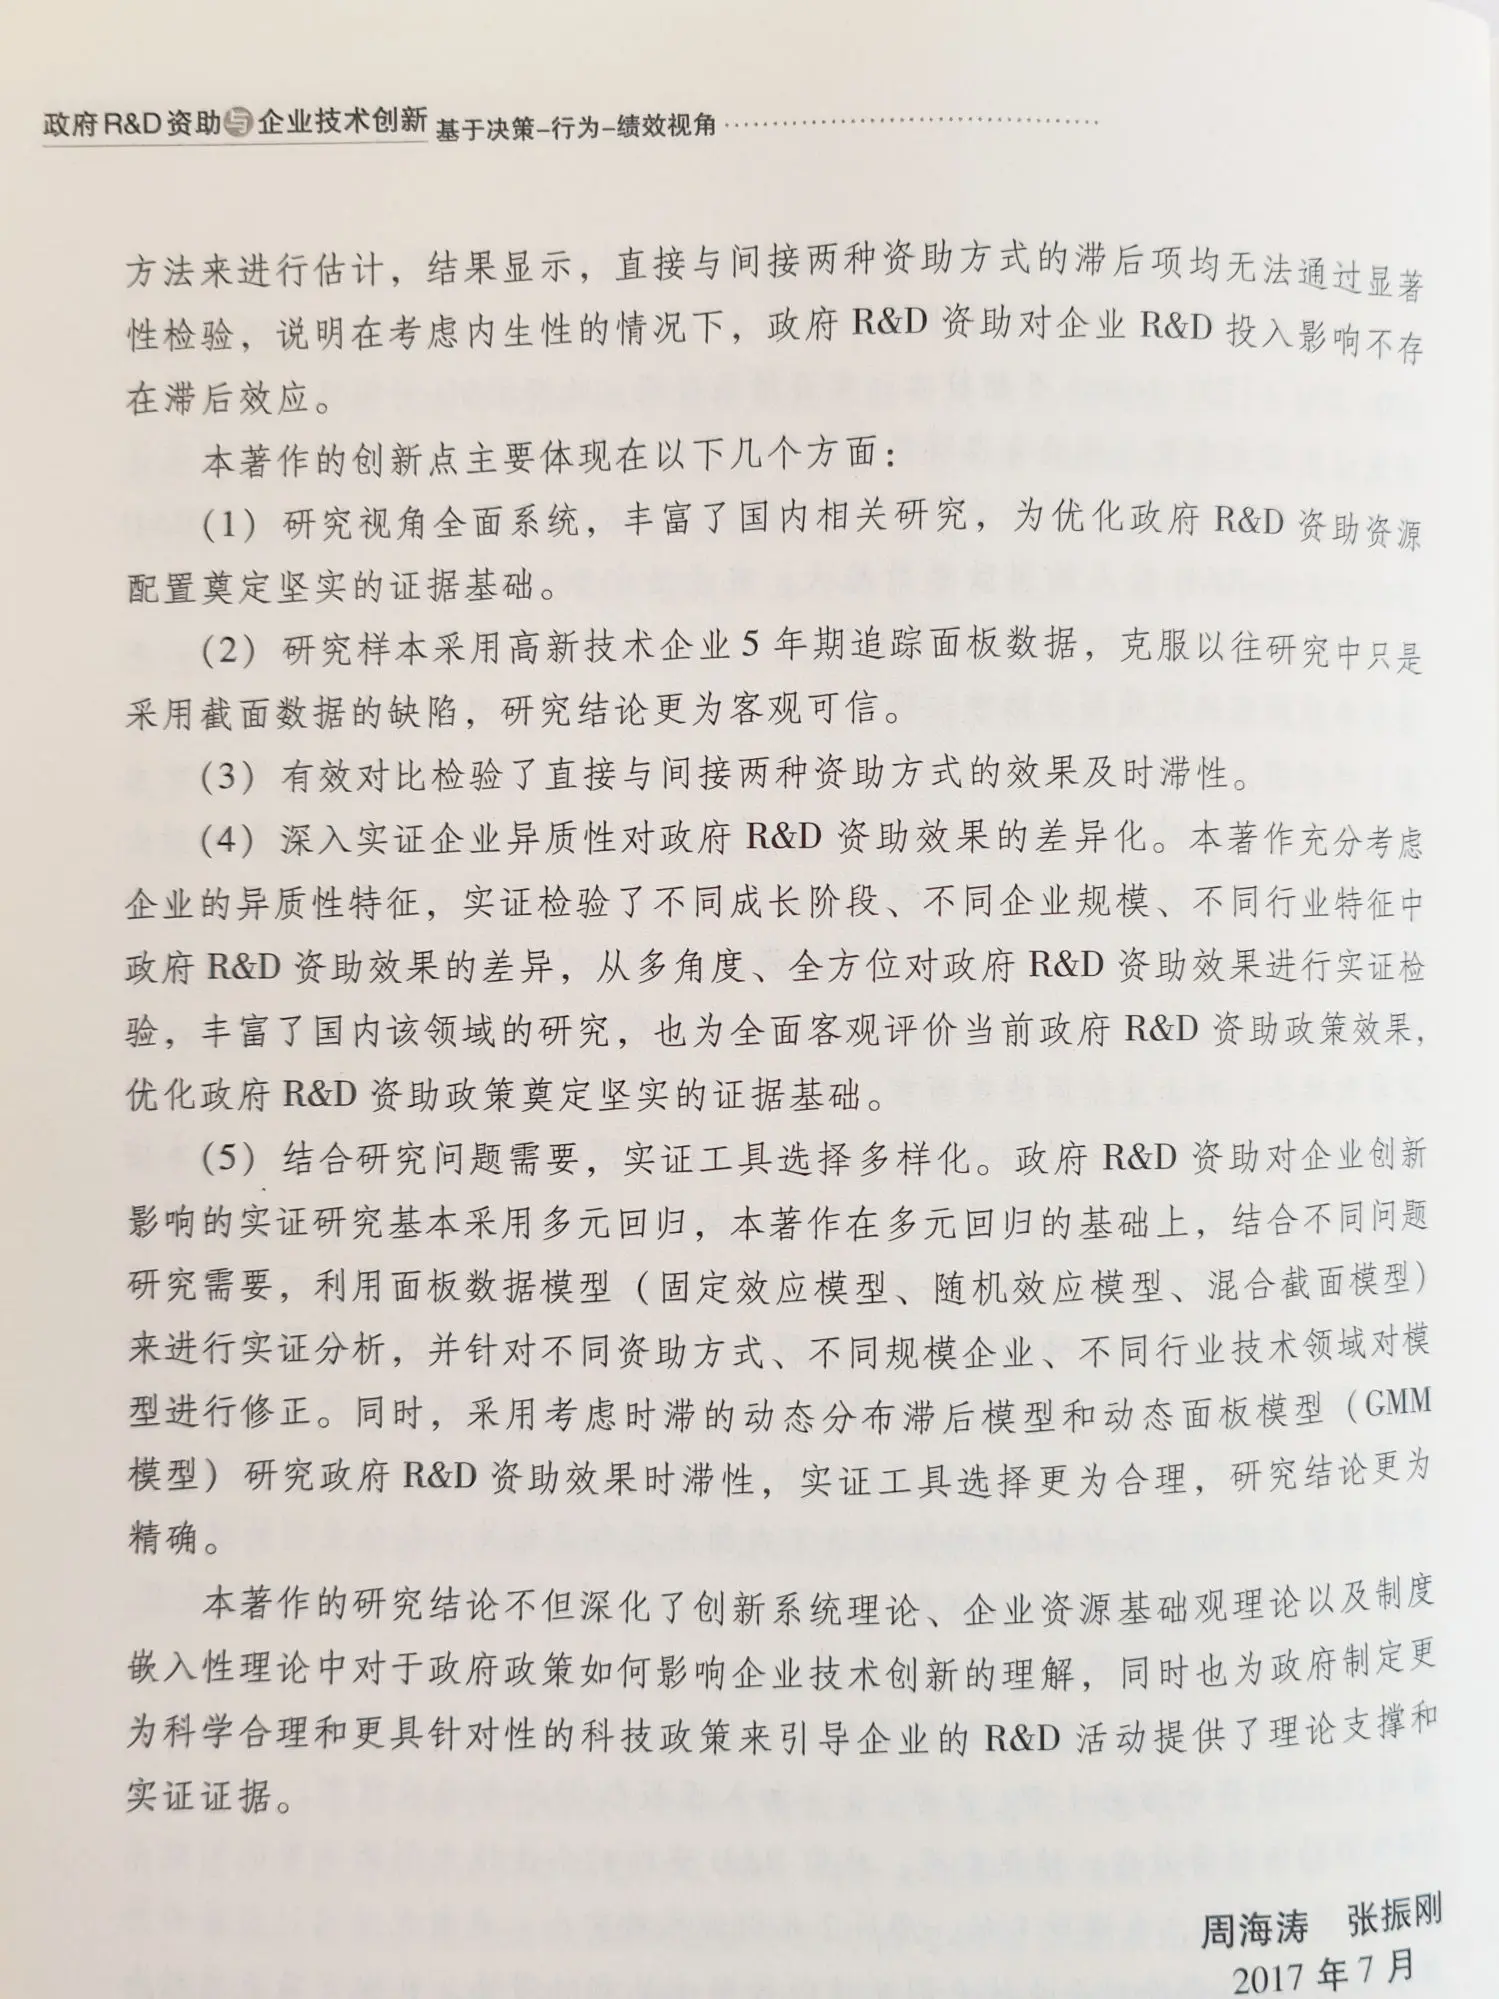 政府R&D资助与企业技术创新 基于决策–行为–绩效视角
方法来进行估计，结果显示，直接与间接两种资助方式的滞后项均无法通过显著
性检验，说明在考虑内生性的情况下，政府 R&D 资助对企业 R&D 投入影响不存
在滞后效应。
本著作的创新点主要体现在以下几个方面：
（1）研究视角全面系统，丰富了国内相关研究，为优化政府 R&D 资助资源
配置奠定坚实的证据基础。
（2）研究样本采用高新技术企业 5 年期追踪面板数据，克服以往研究中只是
采用截面数据的缺陷，研究结论更为客观可信。
（3）有效对比检验了直接与间接两种资助方式的效果及时滞性。
（4）深入实证企业异质性对政府 R&D 资助效果的差异化。本著作充分考虑
企业的异质性特征，实证检验了不同成长阶段、不同企业规模、不同行业特征中
政府 R&D 资助效果的差异，从多角度、全方位对政府 R&D 资助效果进行实证检
验，丰富了国内该领域的研究，也为全面客观评价当前政府 R&D 资助政策效果，
优化政府 R&D 资助政策奠定坚实的证据基础。
（5）结合研究问题需要，实证工具选择多样化。政府 R&D 资助对企业创新
影响的实证研究基本采用多元回归，本著作在多元回归的基础上，结合不同问题
研究需要，利用面板数据模型（固定效应模型、随机效应模型、混合截面模型）
来进行实证分析，并针对不同资助方式、不同规模企业、不同行业技术领域对模
型进行修正。同时，采用考虑时滞的动态分布滞后模型和动态面板模型（GMM
模型）研究政府 R&D 资助效果时滞性，实证工具选择更为合理，研究结论更为
精确。
本著作的研究结论不但深化了创新系统理论、企业资源基础观理论以及制度
嵌入性理论中对于政府政策如何影响企业技术创新的理解，同时也为政府制定更
为科学合理和更具针对性的科技政策来引导企业的 R&D 活动提供了理论支撑和
实证证据。
周海涛 张振刚
2017 年 7 月